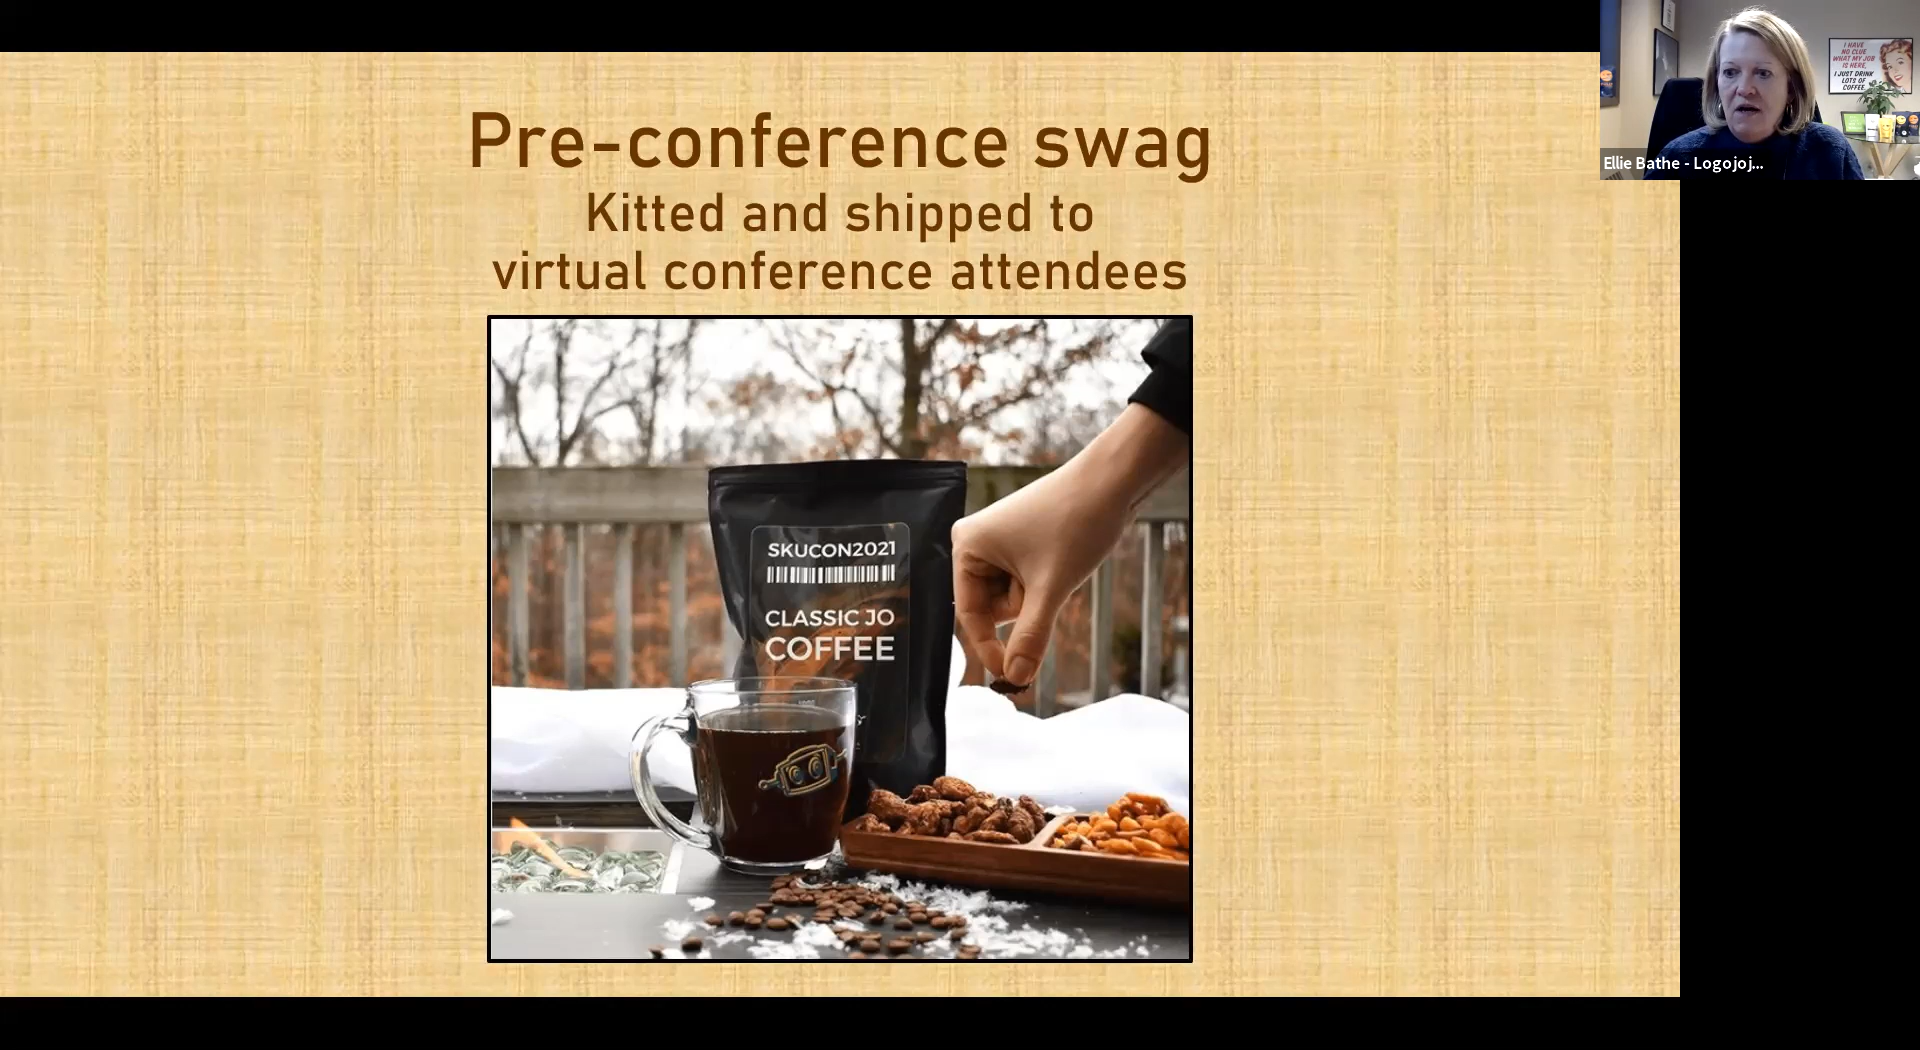 Pre-conference swag
Kitted and shipped to
virtual conference attendees
SKUCON2021
CLASSIC JO
COFFEE
I HAVE
NO CLUE
WHAT MY JOB
IS HERE,
I JUST DRINK
LOTS OF
COFFEE.
Ellie Bathe - Logojoj...